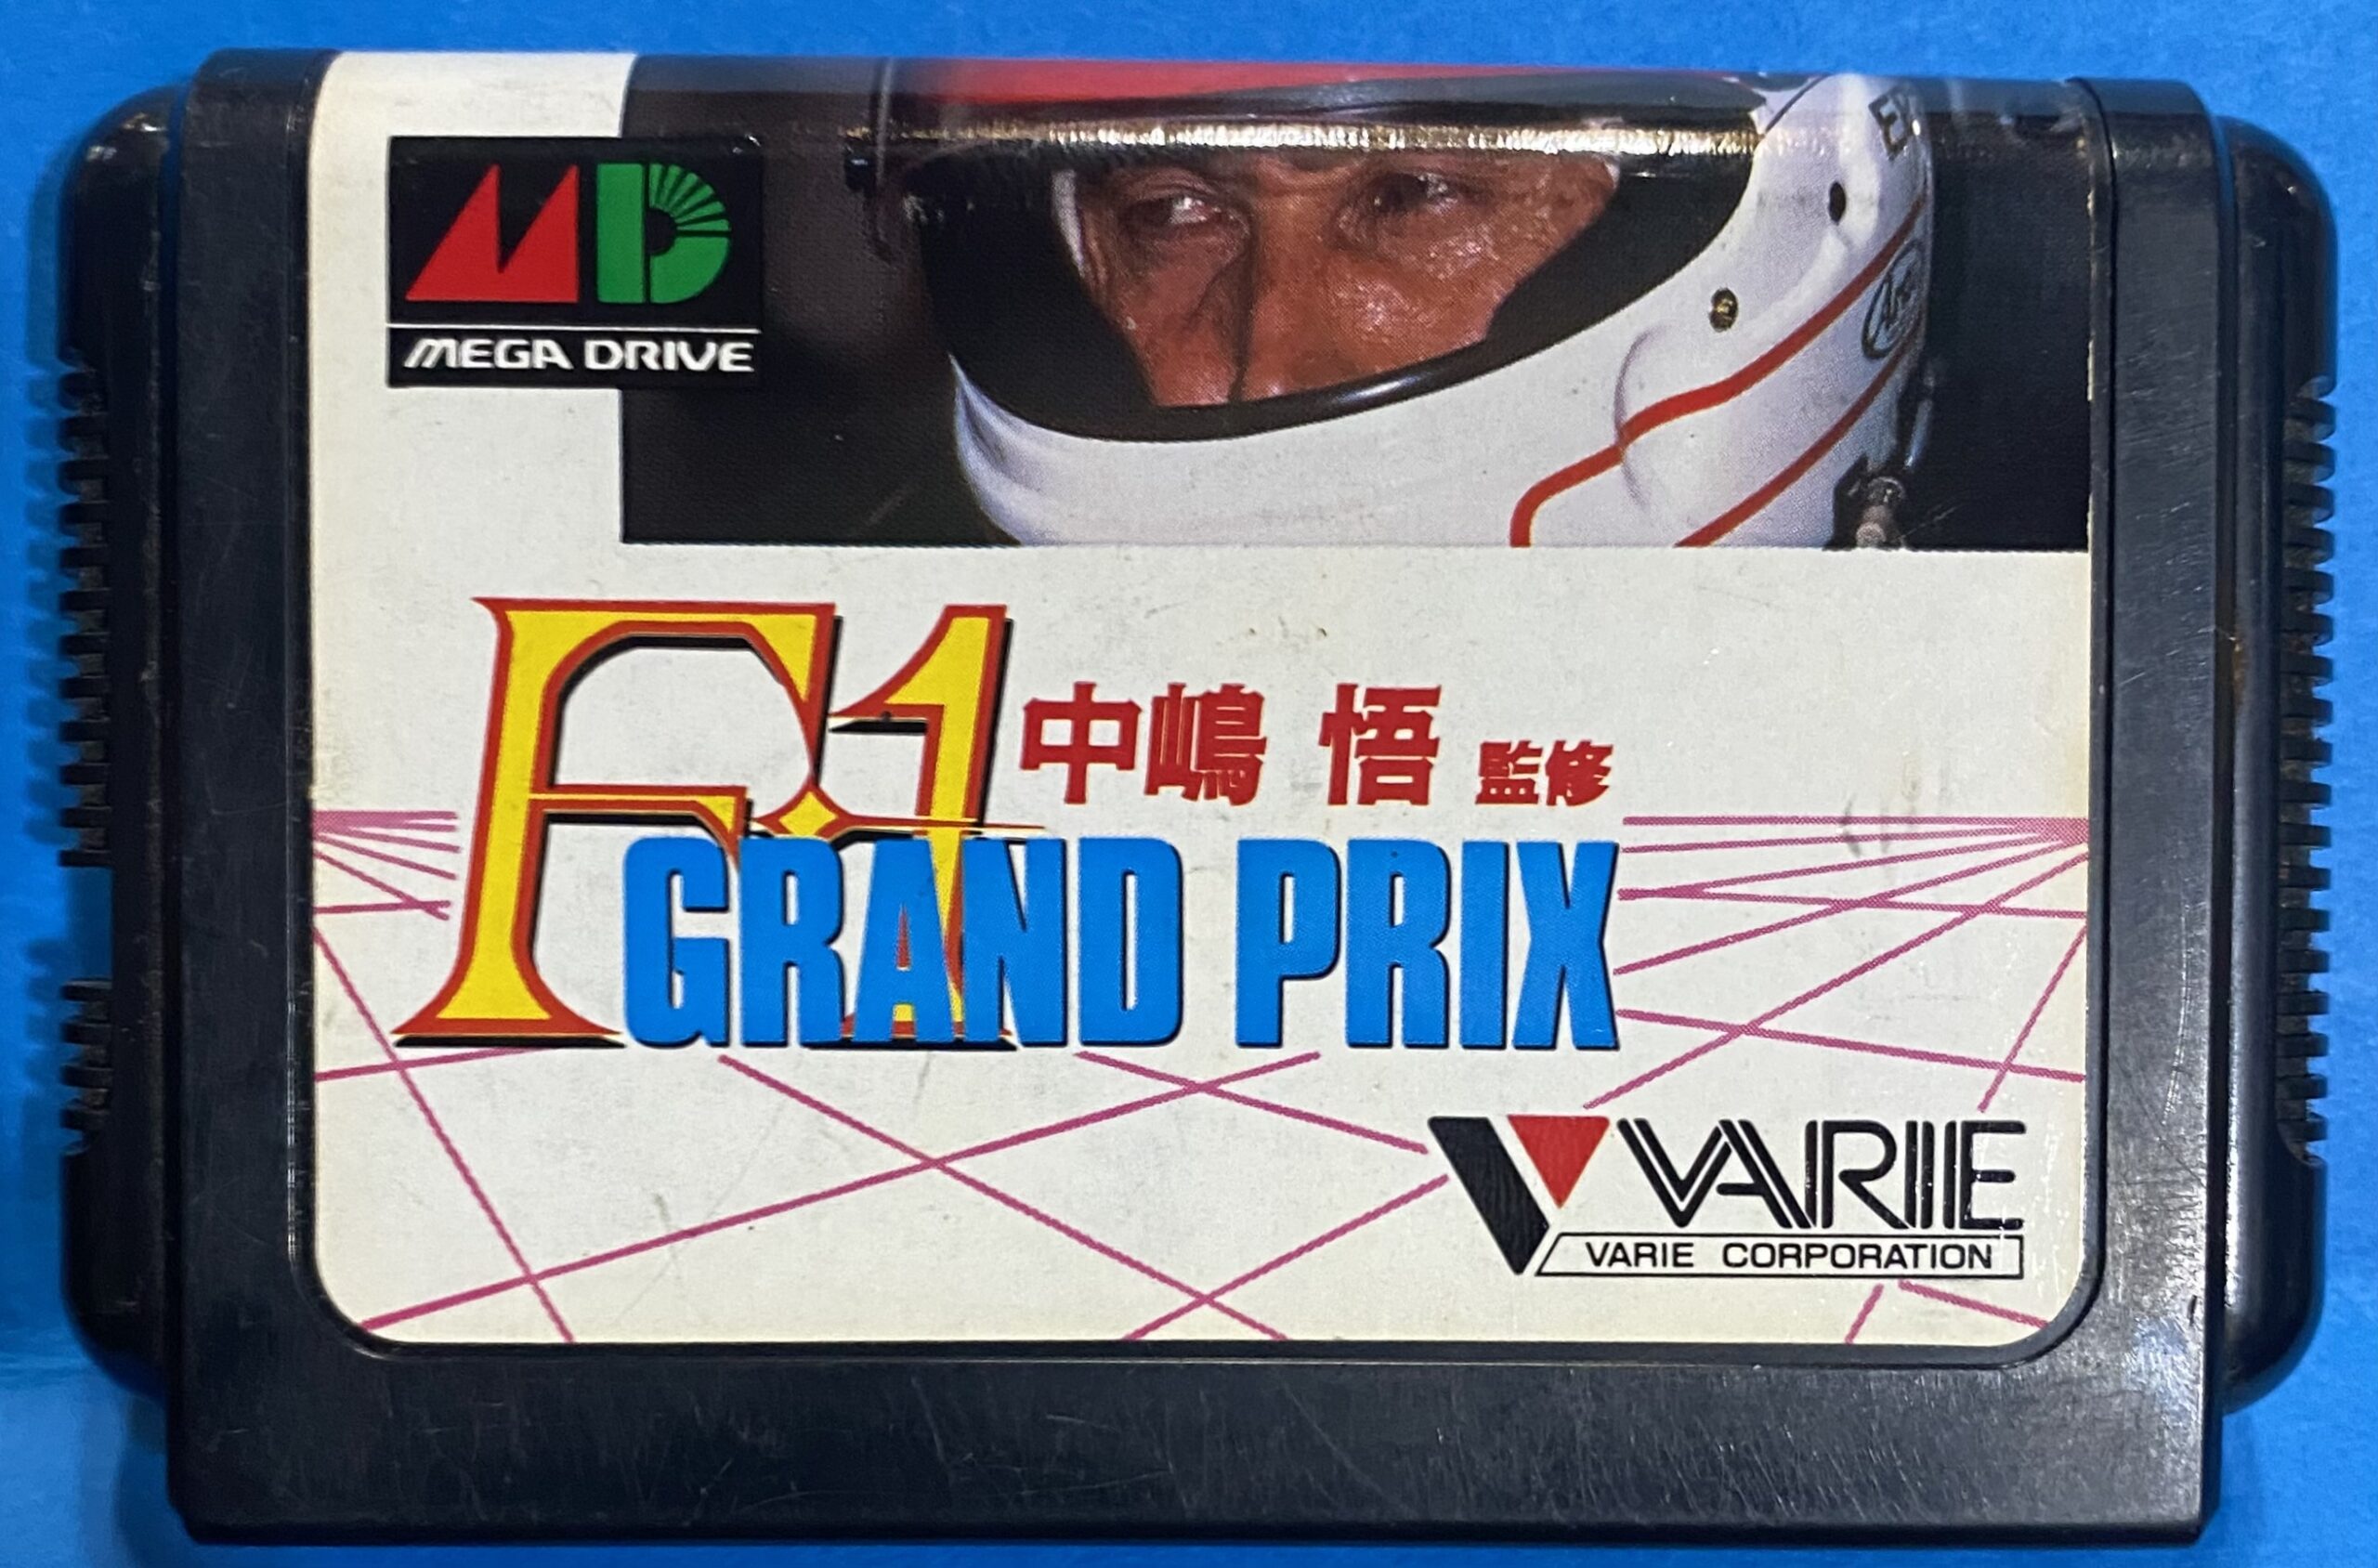 MD
MEGA DRIVE
F1 中嶋 悟 監修
GRAND PRIX
VARIE
VARIE CORPORATION